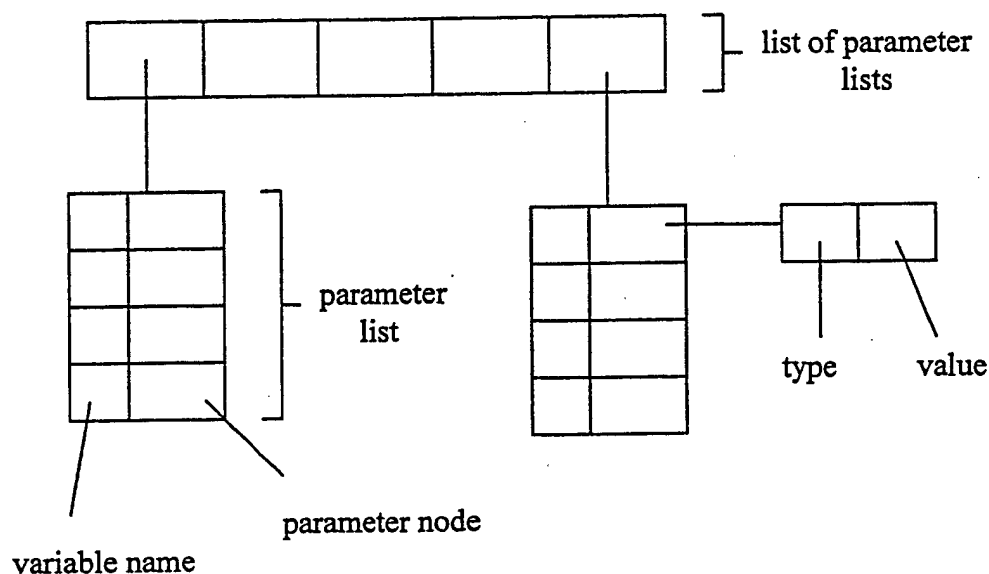 list of parameter
lists
parameter
list
type
value
parameter node
variable name